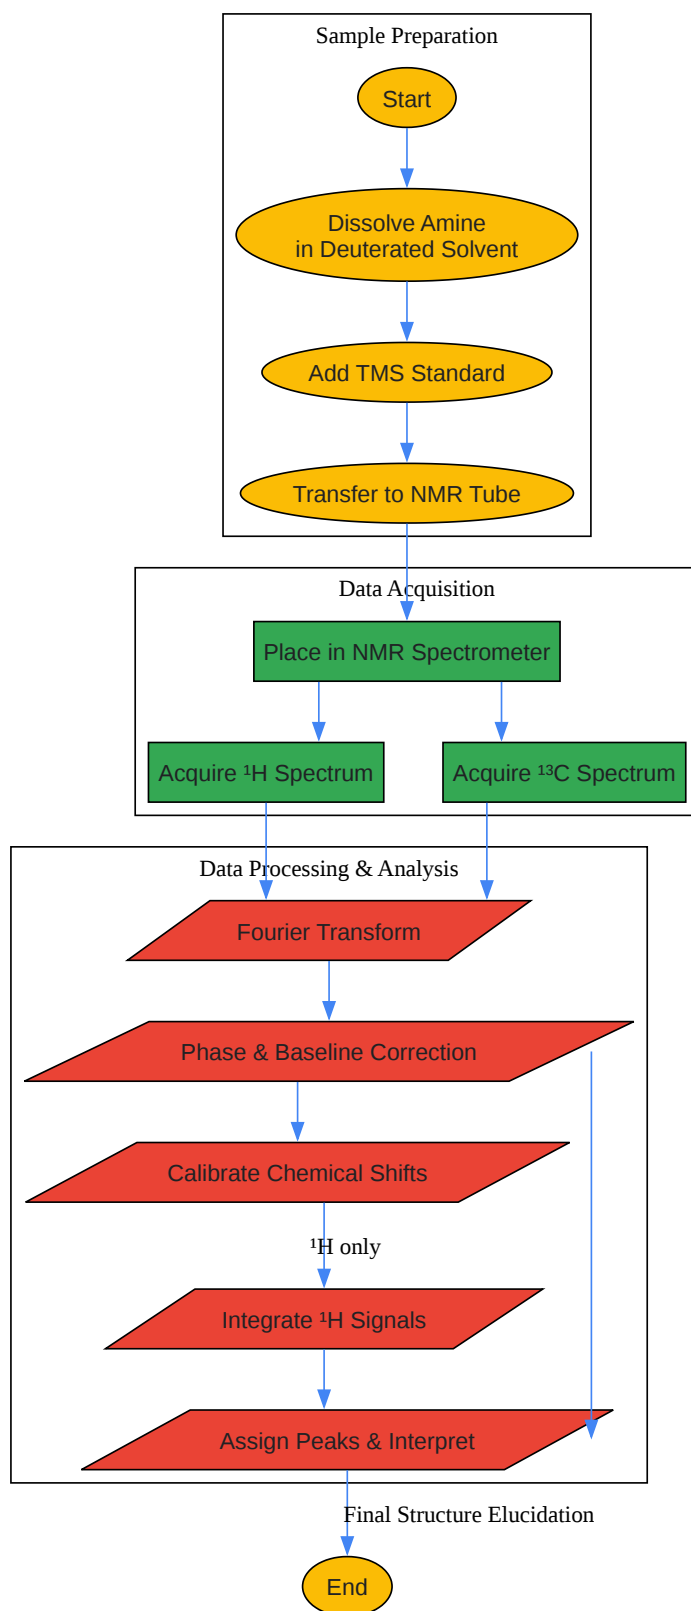 Sample Preparation
Start
Dissolve Amine
in Deuterated Solvent
Add TMS Standard
Transfer to NMR Tube
Data Acquisition
Place in NMR Spectrometer
Acquire ¹H Spectrum
Acquire ¹³C Spectrum
Data Processing & Analysis
Fourier Transform
Phase & Baseline Correction
Calibrate Chemical Shifts
¹H only
Integrate ¹H Signals
Assign Peaks & Interpret
Final Structure Elucidation
End